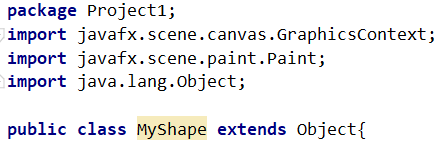 package Project1;
import javafx.scene.canvas.GraphicsContext;
import javafx.scene.paint.Paint;
import java.lang.Object;
public class MyShape extends Object{